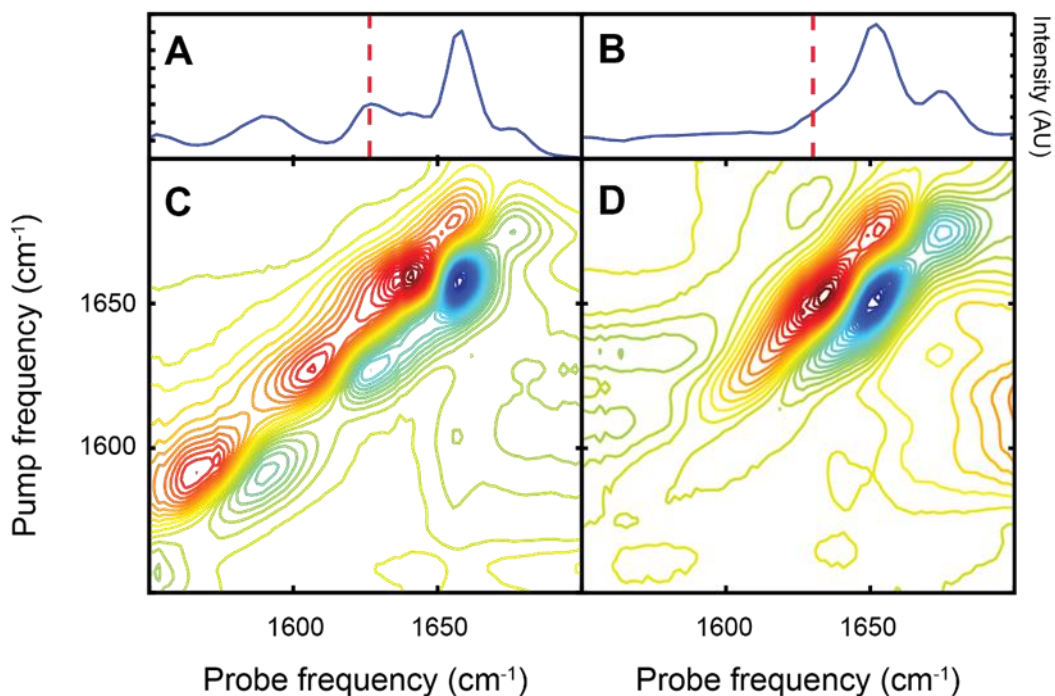 A
B
Intensity (AU)
C
D
Pump frequency (cm⁻¹)
1650
1600
1600
1650
1600
1650
Probe frequency (cm⁻¹)
Probe frequency (cm⁻¹)